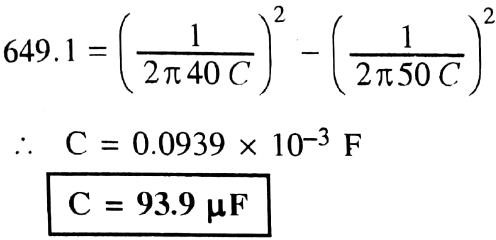 649.1 = (1/2π40 C)² − (1/2π50 C)²
∴ C = 0.0939 × 10⁻³ F
C = 93.9 μF